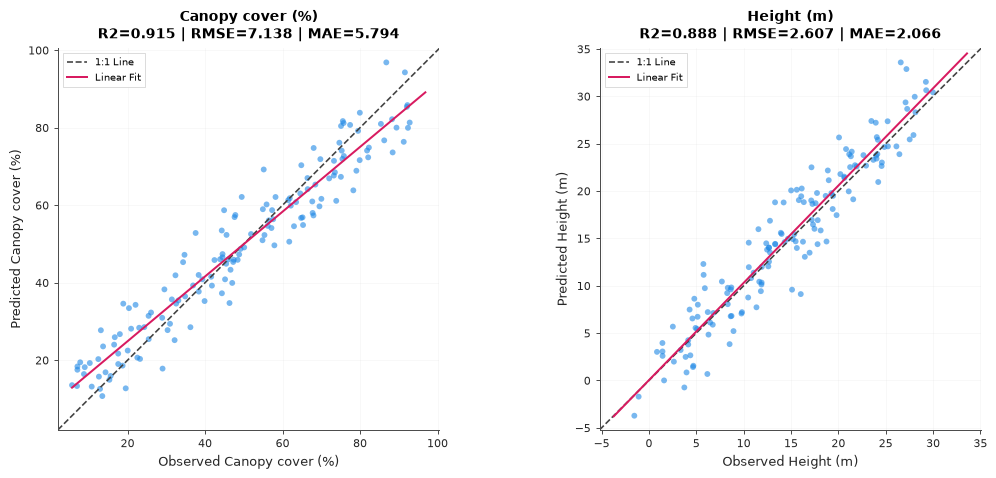 Canopy cover (%)
R2=0.915 | RMSE=7.138 | MAE=5.794
1:1 Line
Linear Fit
100
80
60
40
20
20
40
60
80
100
Predicted Canopy cover (%)
Observed Canopy cover (%)
Height (m)
R2=0.888 | RMSE=2.607 | MAE=2.066
1:1 Line
Linear Fit
35
30
25
20
15
10
5
0
−5
−5
0
5
10
15
20
25
30
35
Predicted Height (m)
Observed Height (m)